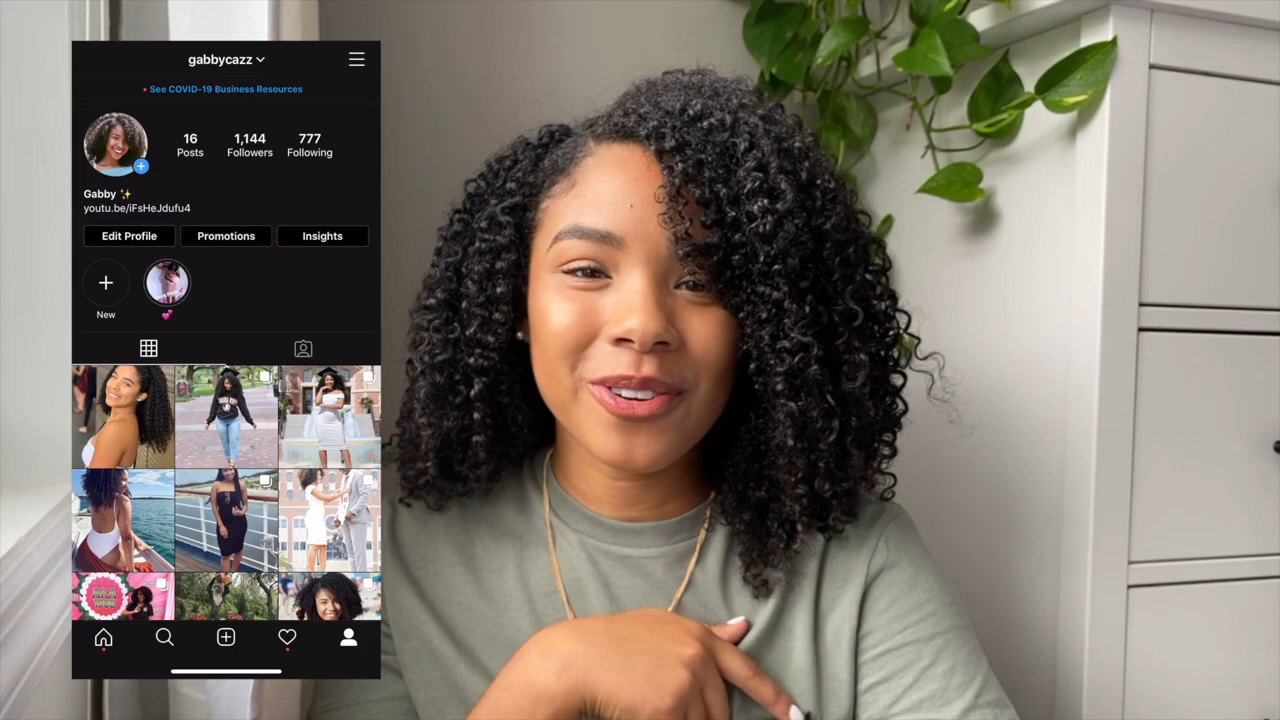 gabbycazz
See COVID-19 Business Resources
16
Posts
1,144
Followers
777
Following
Gabby ✨
youtu.be/iFsHeJdufu4
Edit Profile
Promotions
Insights
New
💕
AKA